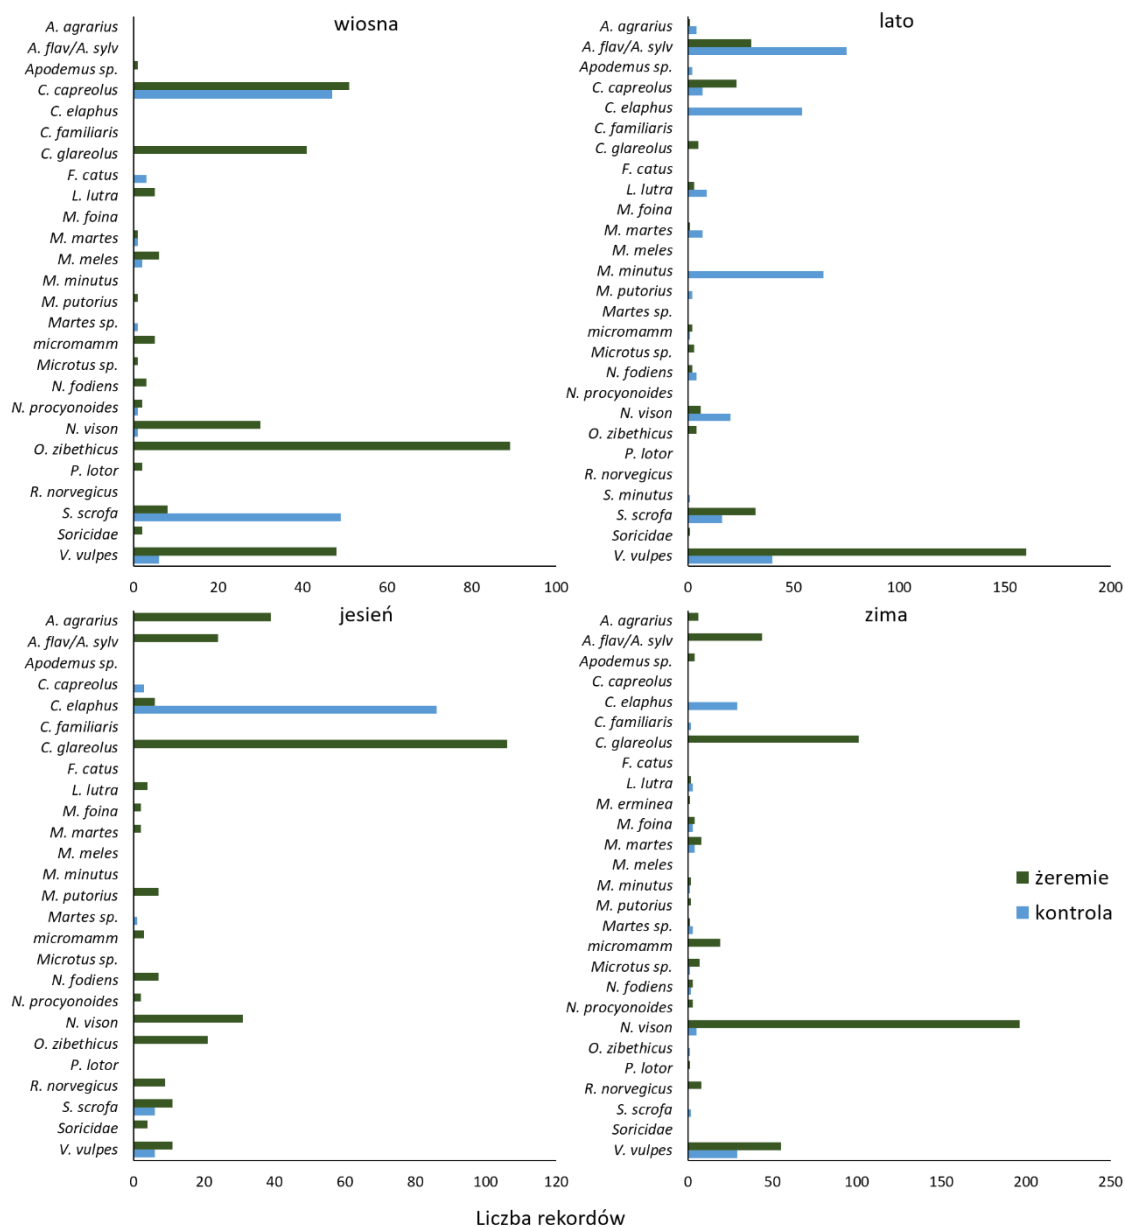 wiosna
A. agrarius
A. flav/A. sylv
Apodemus sp.
C. capreolus
C. elaphus
C. familiaris
C. glareolus
F. catus
L. lutra
M. foina
M. martes
M. meles
M. minutus
M. putorius
Martes sp.
micromamm
Microtus sp.
N. fodiens
N. procyonoides
N. vison
O. zibethicus
P. lotor
R. norvegicus
S. scrofa
Soricidae
V. vulpes
0 20 40 60 80 100
lato
A. agrarius
A. flav/A. sylv
Apodemus sp.
C. capreolus
C. elaphus
C. familiaris
C. glareolus
F. catus
L. lutra
M. foina
M. martes
M. meles
M. minutus
M. putorius
Martes sp.
micromamm
Microtus sp.
N. fodiens
N. procyonoides
N. vison
O. zibethicus
P. lotor
R. norvegicus
S. minutus
S. scrofa
Soricidae
V. vulpes
0 50 100 150 200
jesień
A. agrarius
A. flav/A. sylv
Apodemus sp.
C. capreolus
C. elaphus
C. familiaris
C. glareolus
F. catus
L. lutra
M. foina
M. martes
M. meles
M. minutus
M. putorius
Martes sp.
micromamm
Microtus sp.
N. fodiens
N. procyonoides
N. vison
O. zibethicus
P. lotor
R. norvegicus
S. scrofa
Soricidae
V. vulpes
0 20 40 60 80 100 120
zima
A. agrarius
A. flav/A. sylv
Apodemus sp.
C. capreolus
C. elaphus
C. familiaris
C. glareolus
F. catus
L. lutra
M. erminea
M. foina
M. martes
M. meles
M. minutus
M. putorius
Martes sp.
micromamm
Microtus sp.
N. fodiens
N. procyonoides
N. vison
O. zibethicus
P. lotor
R. norvegicus
S. scrofa
Soricidae
V. vulpes
0 50 100 150 200 250
żeremie
kontrola
Liczba rekordów